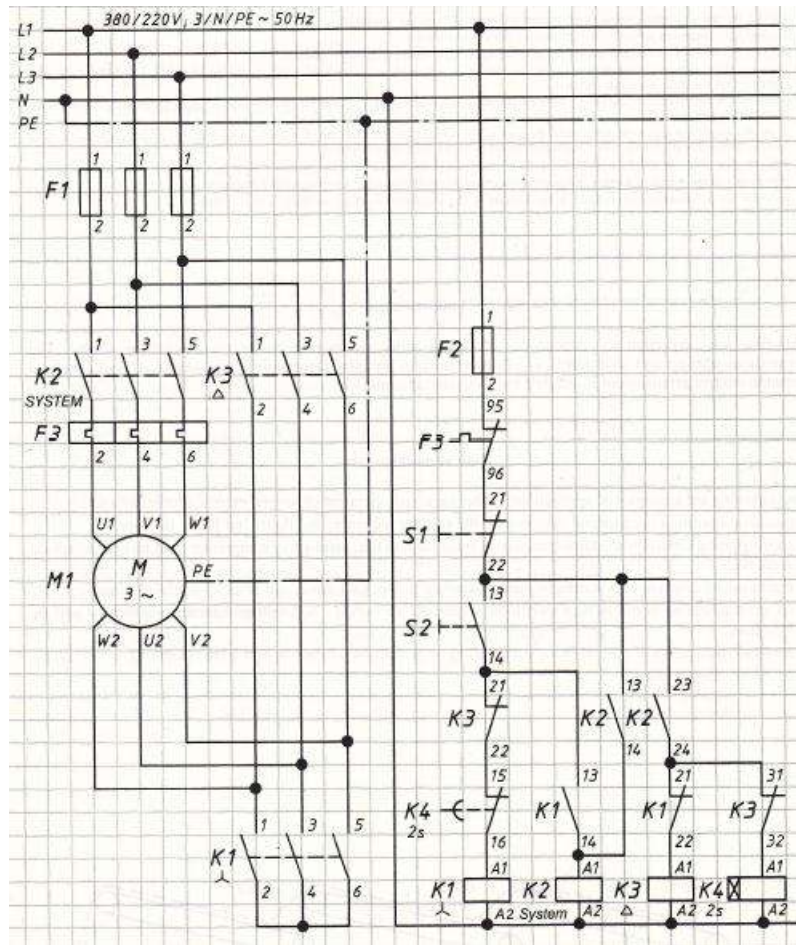 380/220V, 3/N/PE ~ 50Hz
L1
L2
L3
N
PE
1 1 1
F1
2 2 2
1 3 5 1 3 5
K2 K3
SYSTEM △
2 4 6
F3
2 4 6
U1 V1 W1
M1 M PE
3 ~
W2 U2 V2
1 3 5
K1
2 4 6
1
F2
2
95
F3
96
21
S1
22
13
S2
14
21 13 23
K3 K2 K2
22 14 24
15 13 21 31
K4 K1 K1 K3
2s
16 14 22 32
A1 A1 A1 A1
K1 K2 K3 K4
△ 2s
A2 System A2 A2 A2